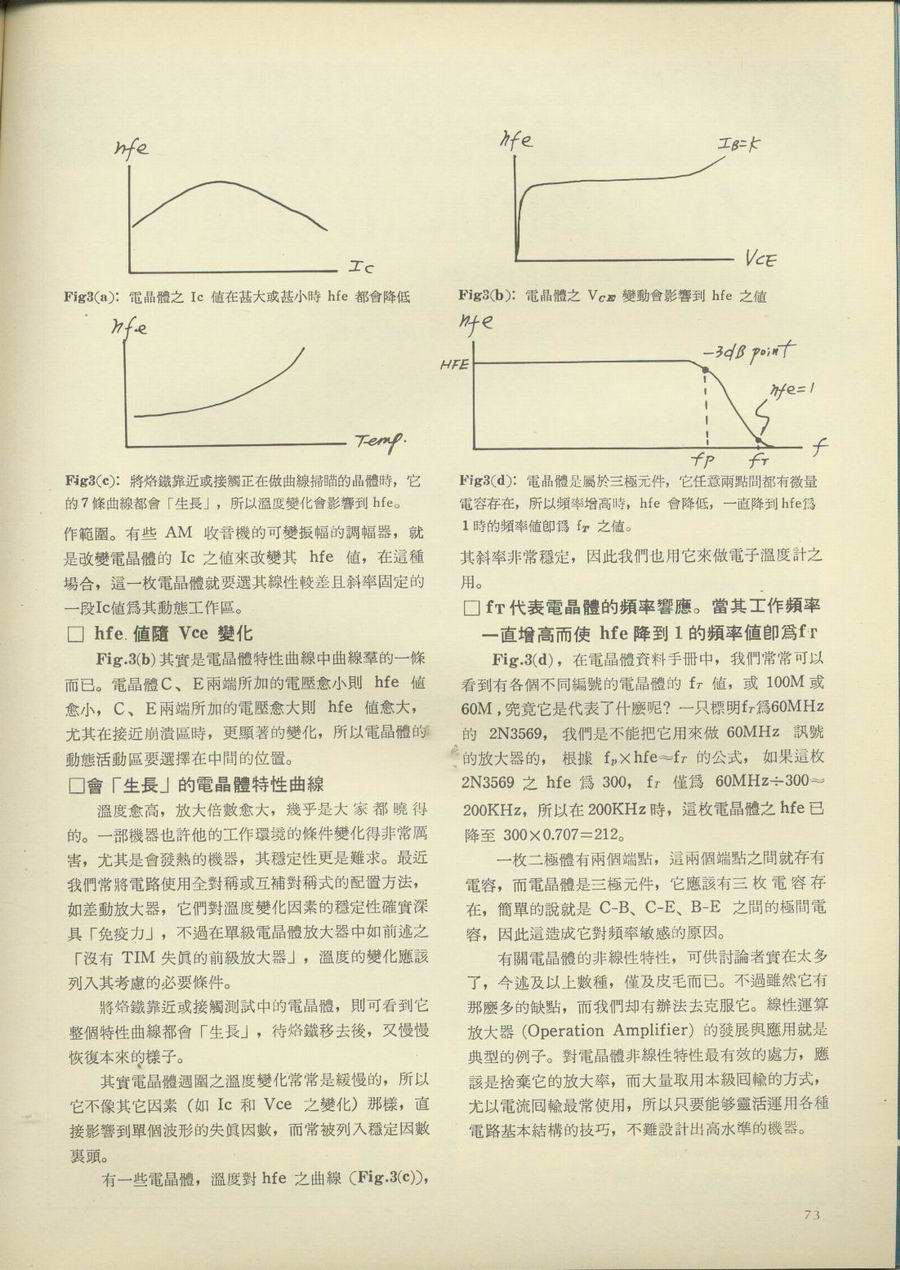 hfe
Ic
Fig3(a)：電晶體之 Ic 値在甚大或甚小時 hfe 都會降低
hfe
IB=K
VCE
Fig3(b)：電晶體之 VCE 變動會影響到 hfe 之値
hfe
Temp.
Fig3(c)：將烙鐵靠近或接觸正在做曲線掃瞄的晶體時，它
的7條曲線都會「生長」，所以溫度變化會影響到 hfe。
hfe
HFE
-3dB point
hfe=1
fp
fT
f
Fig3(d)：電晶體是屬於三極元件，它任意兩點間都有微量
電容存在，所以頻率增高時，hfe 會降低，一直降到hfe爲
1時的頻率値卽爲 fT 之値。
作範圍。有些 AM 收音機的可變振幅的調幅器，就
是改變電晶體的 Ic 之値來改變其 hfe 値，在這種
場合，這一枚電晶體就要選其線性較差且斜率固定的
一段Ic値爲其動態工作區。
□ hfe 値隨 Vce 變化
Fig.3(b)其實是電晶體特性曲線中曲線羣的一條
而已。電晶體C、E兩端所加的電壓愈小則 hfe 値
愈小，C、E兩端所加的電壓愈大則 hfe 値愈大，
尤其在接近崩潰區時，更顯著的變化，所以電晶體的
動態活動區要選擇在中間的位置。
□會「生長」的電晶體特性曲線
溫度愈高，放大倍數愈大，幾乎是大家都曉得
的。一部機器也許他的工作環境的條件變化得非常厲
害，尤其是會發熱的機器，其穩定性更是難求。最近
我們常將電路使用全對稱或互補對稱式的配置方法，
如差動放大器，它們對溫度變化因素的穩定性確實深
具「免疫力」，不過在單級電晶體放大器中如前述之
「沒有 TIM 失眞的前級放大器」，溫度的變化應該
列入其考慮的必要條件。
將烙鐵靠近或接觸測試中的電晶體，則可看到它
整個特性曲線都會「生長」，待烙鐵移去後，又慢慢
恢復本來的樣子。
其實電晶體週圍之溫度變化常常是緩慢的，所以
它不像其它因素（如 Ic 和 Vce 之變化）那樣，直
接影響到單個波形的失眞因數，而常被列入穩定因數
裏頭。
有一些電晶體，溫度對 hfe 之曲線（Fig.3(c)），
其斜率非常穩定，因此我們也用它來做電子溫度計之
用。
□ fT代表電晶體的頻率響應。當其工作頻率
一直增高而使 hfe 降到1的頻率値卽爲fT
Fig.3(d)，在電晶體資料手冊中，我們常常可以
看到有各個不同編號的電晶體的 fT 値，或 100M 或
60M，究竟它是代表了什麽呢？一只標明fT爲60MHz
的 2N3569，我們是不能把它用來做 60MHz 訊號
的放大器的，根據 fp×hfe≒fT 的公式，如果這枚
2N3569 之 hfe 爲 300，fT 僅爲 60MHz÷300≒
200KHz，所以在200KHz時，這枚電晶體之 hfe已
降至 300×0.707=212。
一枚二極體有兩個端點，這兩個端點之間就存有
電容，而電晶體是三極元件，它應該有三枚電容存
在，簡單的說就是 C-B、C-E、B-E 之間的極間電
容，因此這造成它對頻率敏感的原因。
有關電晶體的非線性特性，可供討論者實在太多
了，今述及以上數種，僅及皮毛而已。不過雖然它有
那麽多的缺點，而我們却有辦法去克服它。線性運算
放大器（Operation Amplifier）的發展與應用就是
典型的例子。對電晶體非線性特性最有效的處方，應
該是捨棄它的放大率，而大量取用本級囘輸的方式，
尤以電流囘輸最常使用，所以只要能够靈活運用各種
電路基本結構的技巧，不難設計出高水準的機器。
73